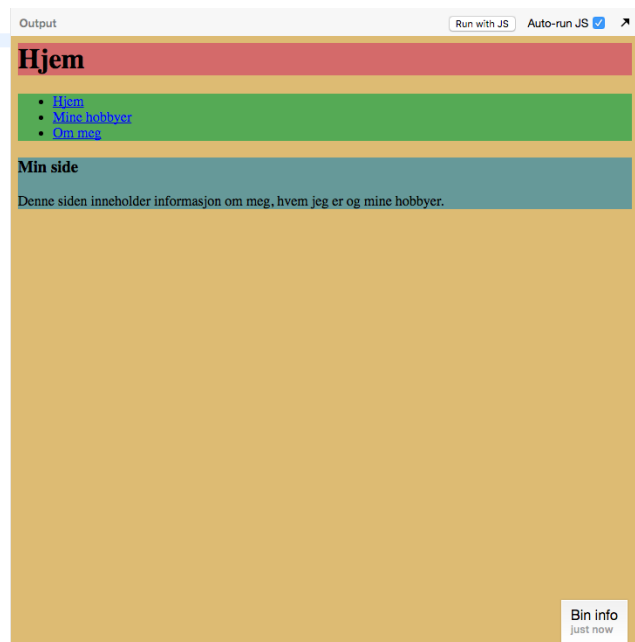 Output Run with JS Auto-run JS
Hjem
Hjem
Mine hobbyer
Om meg
Min side
Denne siden inneholder informasjon om meg, hvem jeg er og mine hobbyer.
Bin info
just now